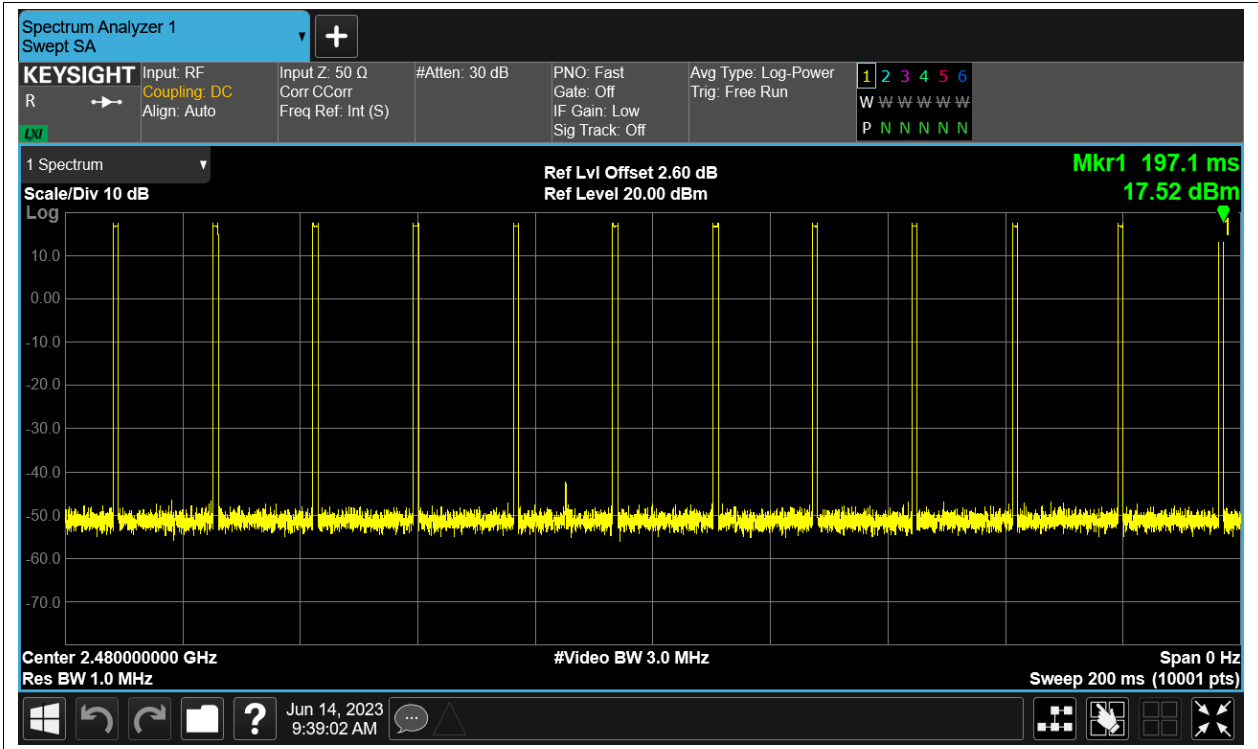 Spectrum Analyzer 1
Swept SA
+
KEYSIGHT
R
LXI
Input: RF
Coupling: DC
Align: Auto
Input Z: 50 Ω
Corr CCorr
Freq Ref: Int (S)
#Atten: 30 dB
PNO: Fast
Gate: Off
IF Gain: Low
Sig Track: Off
Avg Type: Log-Power
Trig: Free Run
1 2 3 4 5 6
W W W W W W
P N N N N N
1 Spectrum
Scale/Div 10 dB
Log
Ref Lvl Offset 2.60 dB
Ref Level 20.00 dBm
Mkr1 197.1 ms
17.52 dBm
1
10.0
0.00
-10.0
-20.0
-30.0
-40.0
-50.0
-60.0
-70.0
Center 2.480000000 GHz
Res BW 1.0 MHz
#Video BW 3.0 MHz
Span 0 Hz
Sweep 200 ms (10001 pts)
?
Jun 14, 2023
9:39:02 AM